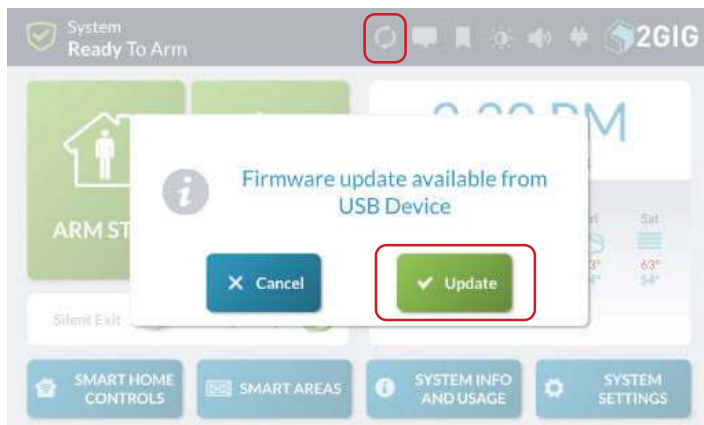 System
Ready To Arm
2GIG
Firmware update available from
USB Device
ARM ST
Sat
Cancel
Update
63°
54°
Silent Exit
SMART HOME
CONTROLS
SMART AREAS
SYSTEM INFO
AND USAGE
SYSTEM
SETTINGS